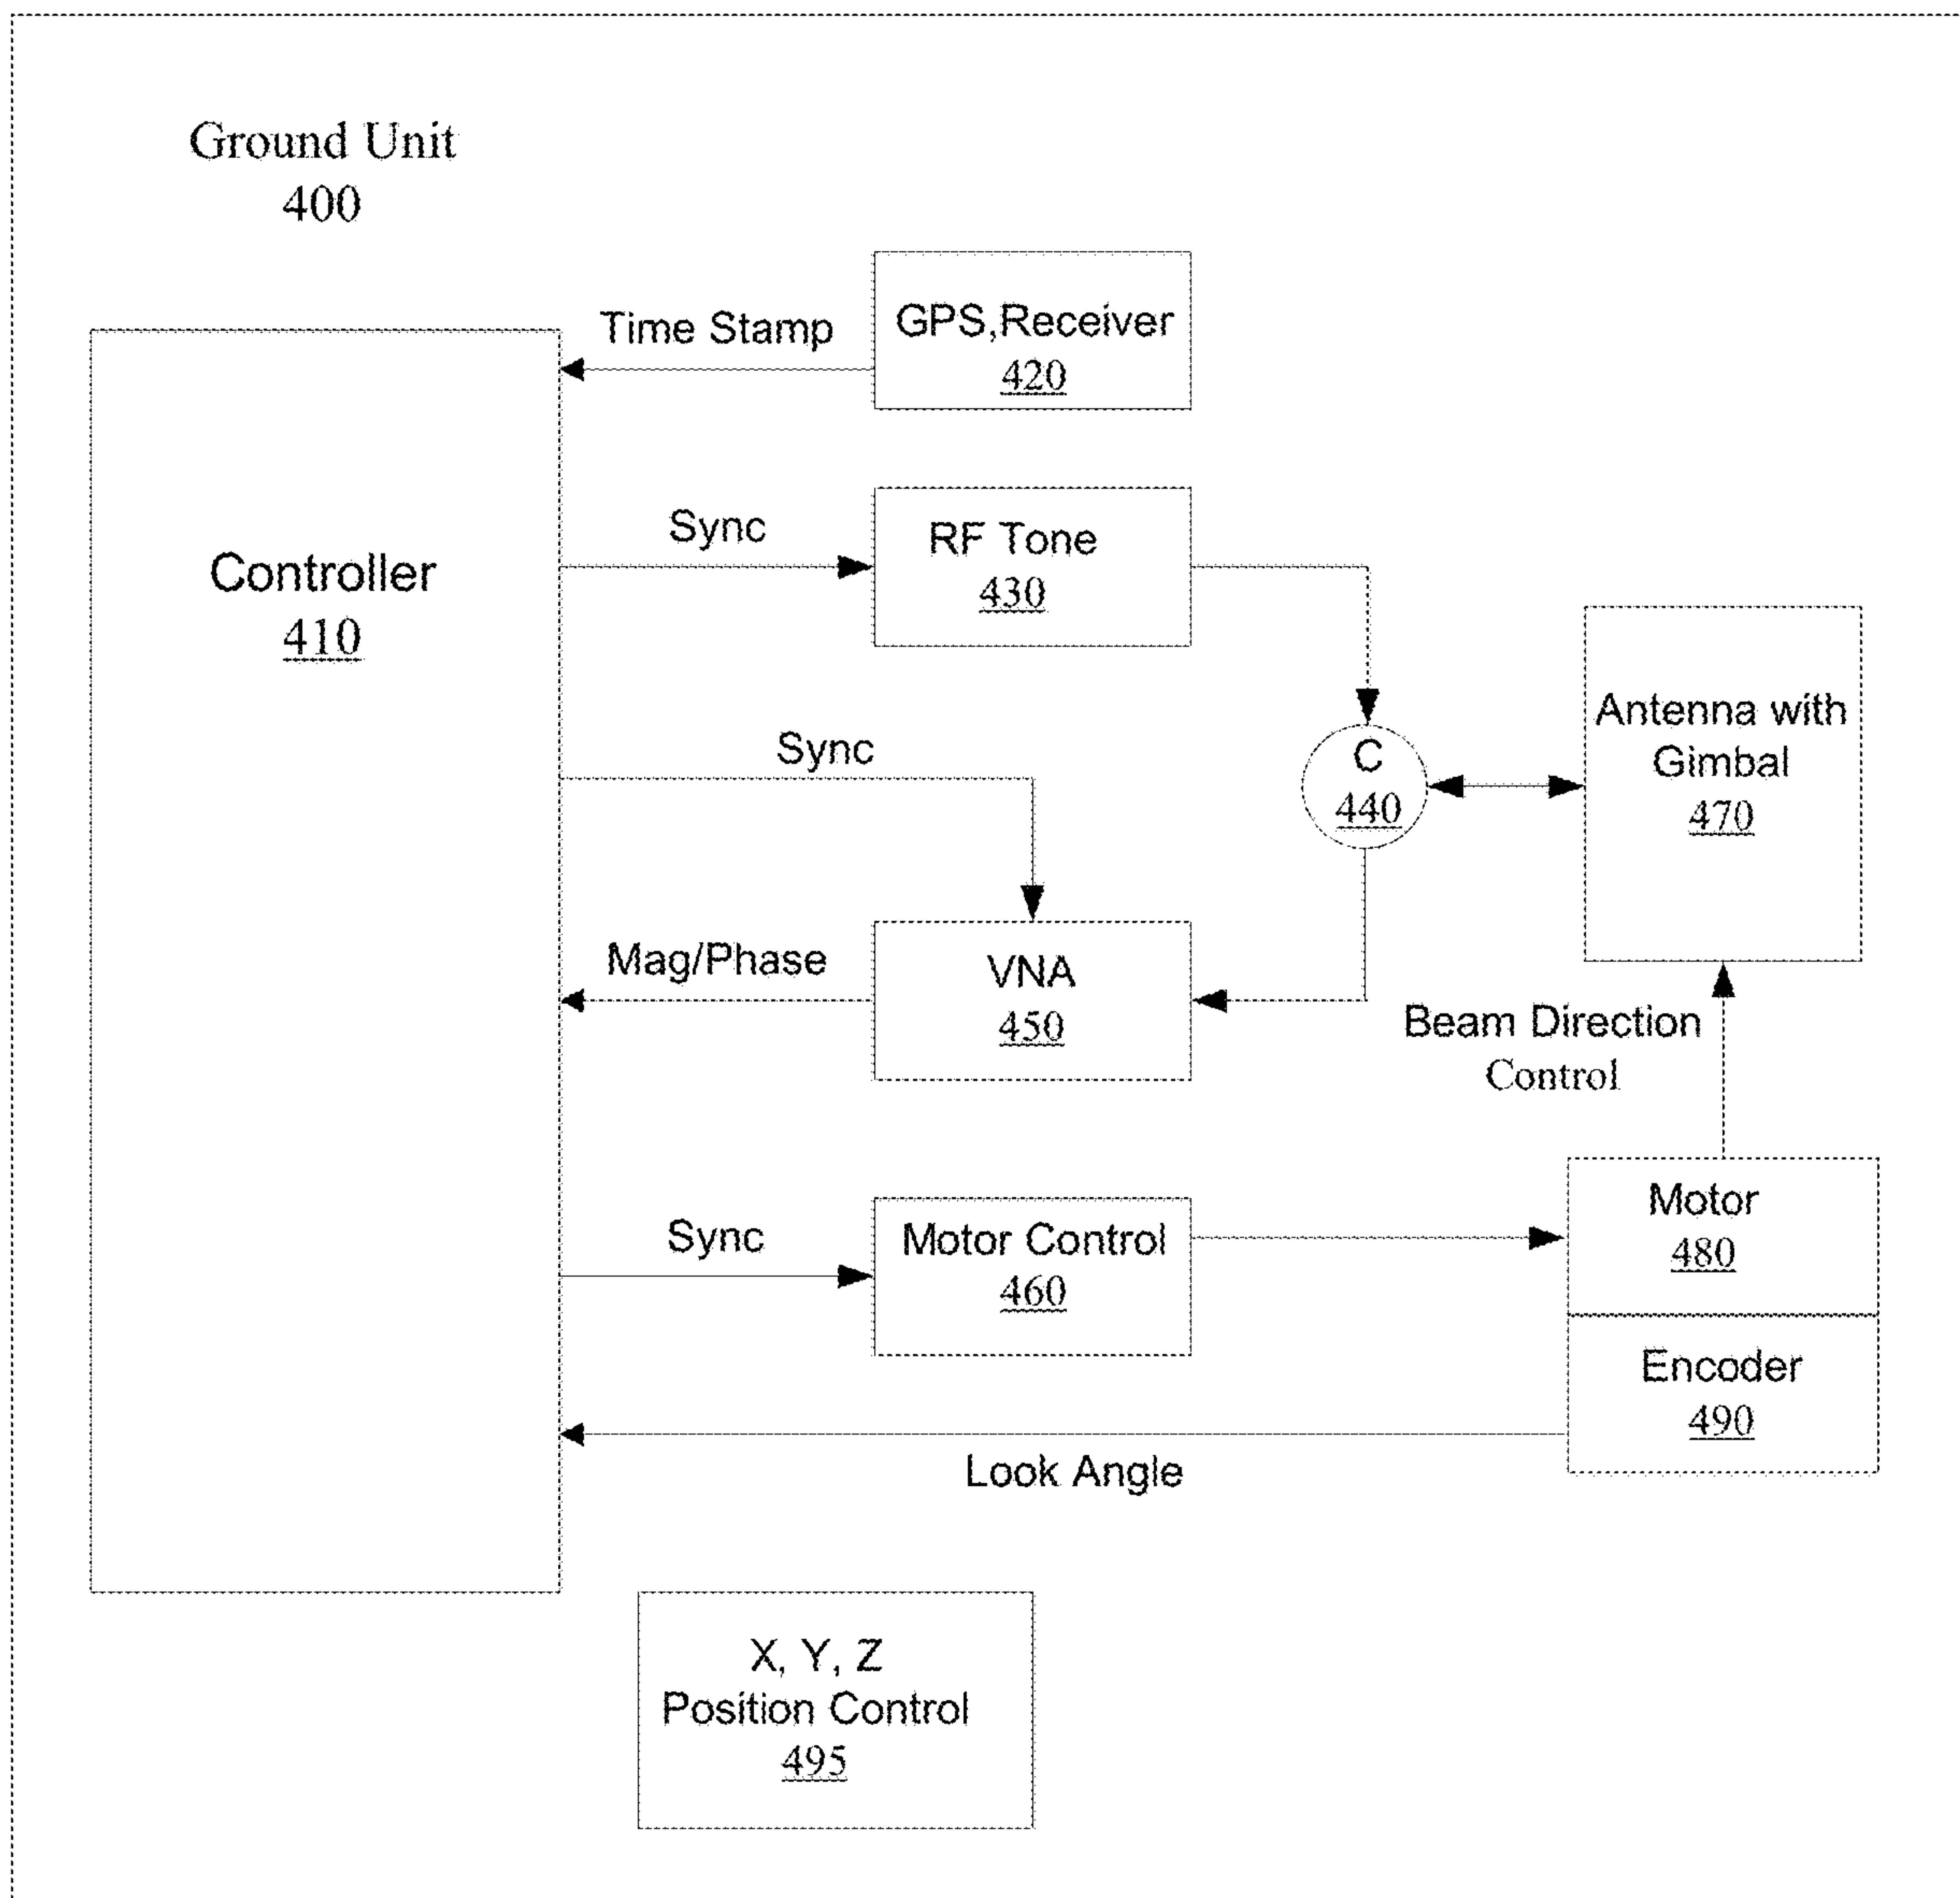 Ground Unit
400
GPS,Receiver
420
Time Stamp
Controller
410
Sync
RF Tone
430
Sync
C
440
Antenna with
Gimbal
470
Mag/Phase
VNA
450
Beam Direction
Control
Sync
Motor Control
460
Motor
480
Encoder
490
Look Angle
X, Y, Z
Position Control
495